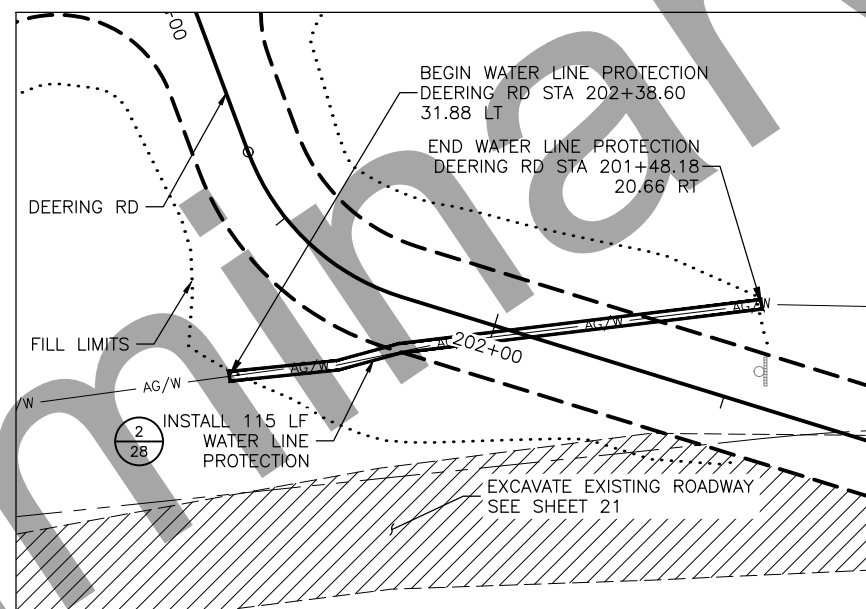 00
BEGIN WATER LINE PROTECTION
DEERING RD STA 202+38.60
31.88 LT
END WATER LINE PROTECTION
DEERING RD STA 201+48.18
20.66 RT
DEERING RD
FILL LIMITS
AG/W
AG/W
AG/W
AG/W
202+00
/W
2
28
INSTALL 115 LF
WATER LINE
PROTECTION
EXCAVATE EXISTING ROADWAY
SEE SHEET 21
minar